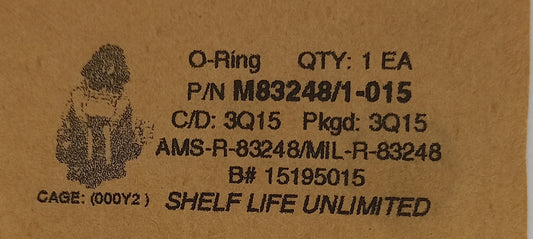 O-Ring QTY: 1 EA
P/N M83248/1-015
C/D: 3Q15 Pkgd: 3Q15
AMS-R-83248/MIL-R-83248
B# 15195015
CAGE: (000Y2 ) SHELF LIFE UNLIMITED